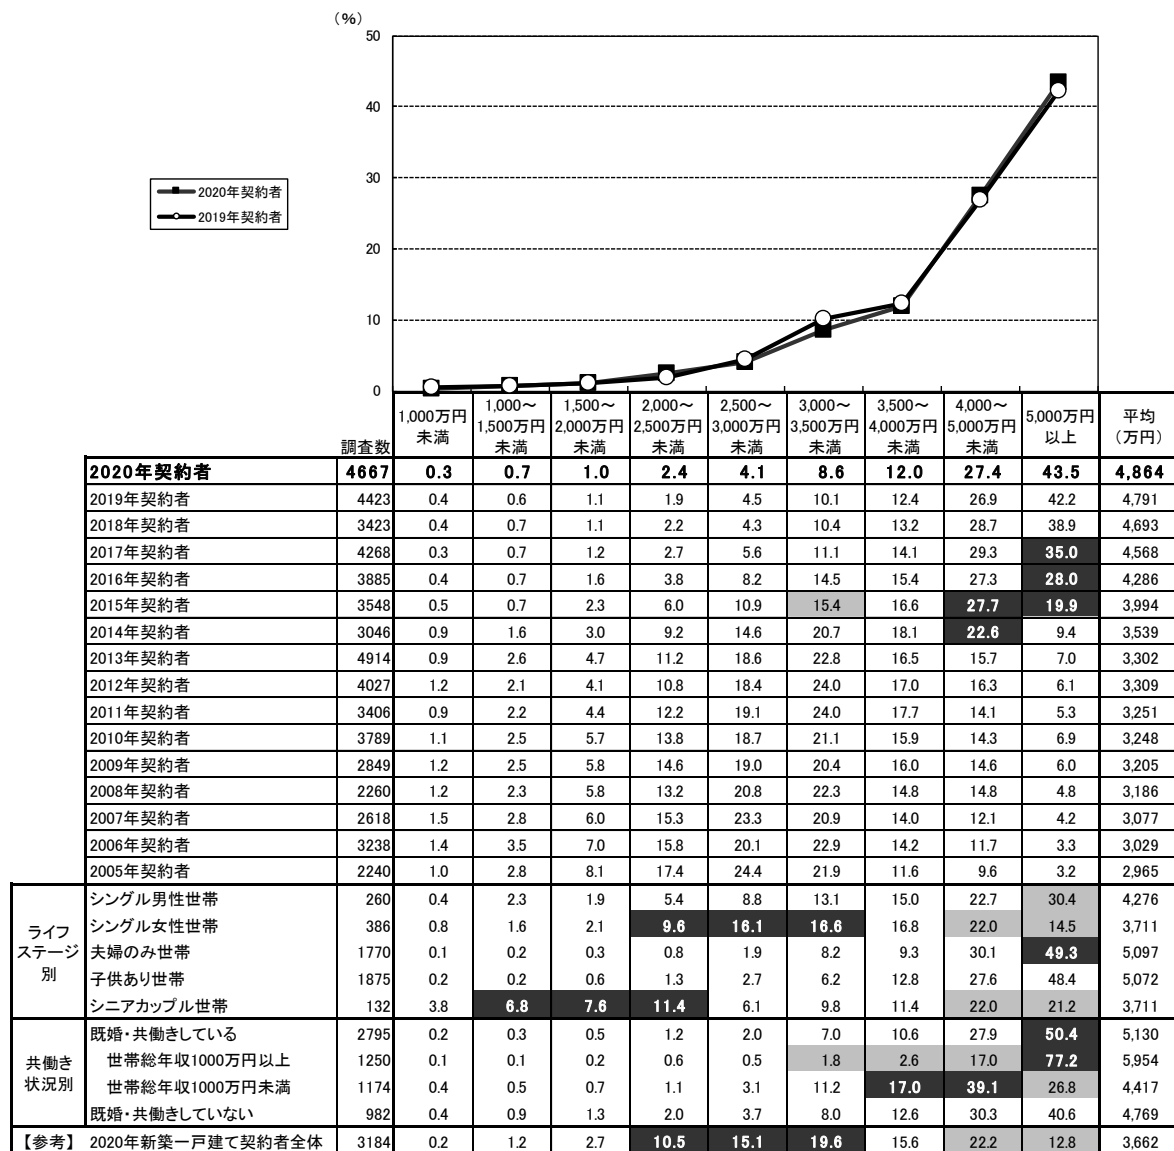 （%）
50
40
30
20
10
0
2020年契約者
2019年契約者
調査数 1,000万円未満 1,000～1,500万円未満 1,500～2,000万円未満 2,000～2,500万円未満 2,500～3,000万円未満 3,000～3,500万円未満 3,500～4,000万円未満 4,000～5,000万円未満 5,000万円以上 平均（万円）
2020年契約者 4667 0.3 0.7 1.0 2.4 4.1 8.6 12.0 27.4 43.5 4,864
2019年契約者 4423 0.4 0.6 1.1 1.9 4.5 10.1 12.4 26.9 42.2 4,791
2018年契約者 3423 0.4 0.7 1.1 2.2 4.3 10.4 13.2 28.7 38.9 4,693
2017年契約者 4268 0.3 0.7 1.2 2.7 5.6 11.1 14.1 29.3 35.0 4,568
2016年契約者 3885 0.4 0.7 1.6 3.8 8.2 14.5 15.4 27.3 28.0 4,286
2015年契約者 3548 0.5 0.7 2.3 6.0 10.9 15.4 16.6 27.7 19.9 3,994
2014年契約者 3046 0.9 1.6 3.0 9.2 14.6 20.7 18.1 22.6 9.4 3,539
2013年契約者 4914 0.9 2.6 4.7 11.2 18.6 22.8 16.5 15.7 7.0 3,302
2012年契約者 4027 1.2 2.1 4.1 10.8 18.4 24.0 17.0 16.3 6.1 3,309
2011年契約者 3406 0.9 2.2 4.4 12.2 19.1 24.0 17.7 14.1 5.3 3,251
2010年契約者 3789 1.1 2.5 5.7 13.8 18.7 21.1 15.9 14.3 6.9 3,248
2009年契約者 2849 1.2 2.5 5.8 14.6 19.0 20.4 16.0 14.6 6.0 3,205
2008年契約者 2260 1.2 2.3 5.8 13.2 20.8 22.3 14.8 14.8 4.8 3,186
2007年契約者 2618 1.5 2.8 6.0 15.3 23.3 20.9 14.0 12.1 4.2 3,077
2006年契約者 3238 1.4 3.5 7.0 15.8 20.1 22.9 14.2 11.7 3.3 3,029
2005年契約者 2240 1.0 2.8 8.1 17.4 24.4 21.9 11.6 9.6 3.2 2,965
ライフステージ別
シングル男性世帯 260 0.4 2.3 1.9 5.4 8.8 13.1 15.0 22.7 30.4 4,276
シングル女性世帯 386 0.8 1.6 2.1 9.6 16.1 16.6 16.8 22.0 14.5 3,711
夫婦のみ世帯 1770 0.1 0.2 0.3 0.8 1.9 8.2 9.3 30.1 49.3 5,097
子供あり世帯 1875 0.2 0.2 0.6 1.3 2.7 6.2 12.8 27.6 48.4 5,072
シニアカップル世帯 132 3.8 6.8 7.6 11.4 6.1 9.8 11.4 22.0 21.2 3,711
共働き状況別
既婚・共働きしている 2795 0.2 0.3 0.5 1.2 2.0 7.0 10.6 27.9 50.4 5,130
世帯総年収1000万円以上 1250 0.1 0.1 0.2 0.6 0.5 1.8 2.6 17.0 77.2 5,954
世帯総年収1000万円未満 1174 0.4 0.5 0.7 1.1 3.1 11.2 17.0 39.1 26.8 4,417
既婚・共働きしていない 982 0.4 0.9 1.3 2.0 3.7 8.0 12.6 30.3 40.6 4,769
【参考】 2020年新築一戸建て契約者全体 3184 0.2 1.2 2.7 10.5 15.1 19.6 15.6 22.2 12.8 3,662